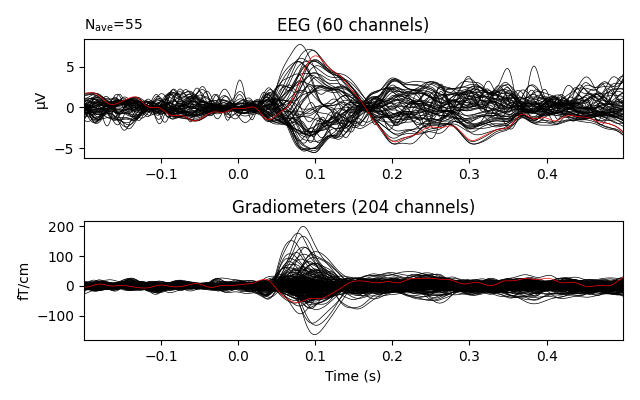 N_ave=55
EEG (60 channels)
µV
5
0
−5
−0.1 0.0 0.1 0.2 0.3 0.4
Gradiometers (204 channels)
fT/cm
200
100
0
−100
−0.1 0.0 0.1 0.2 0.3 0.4
Time (s)